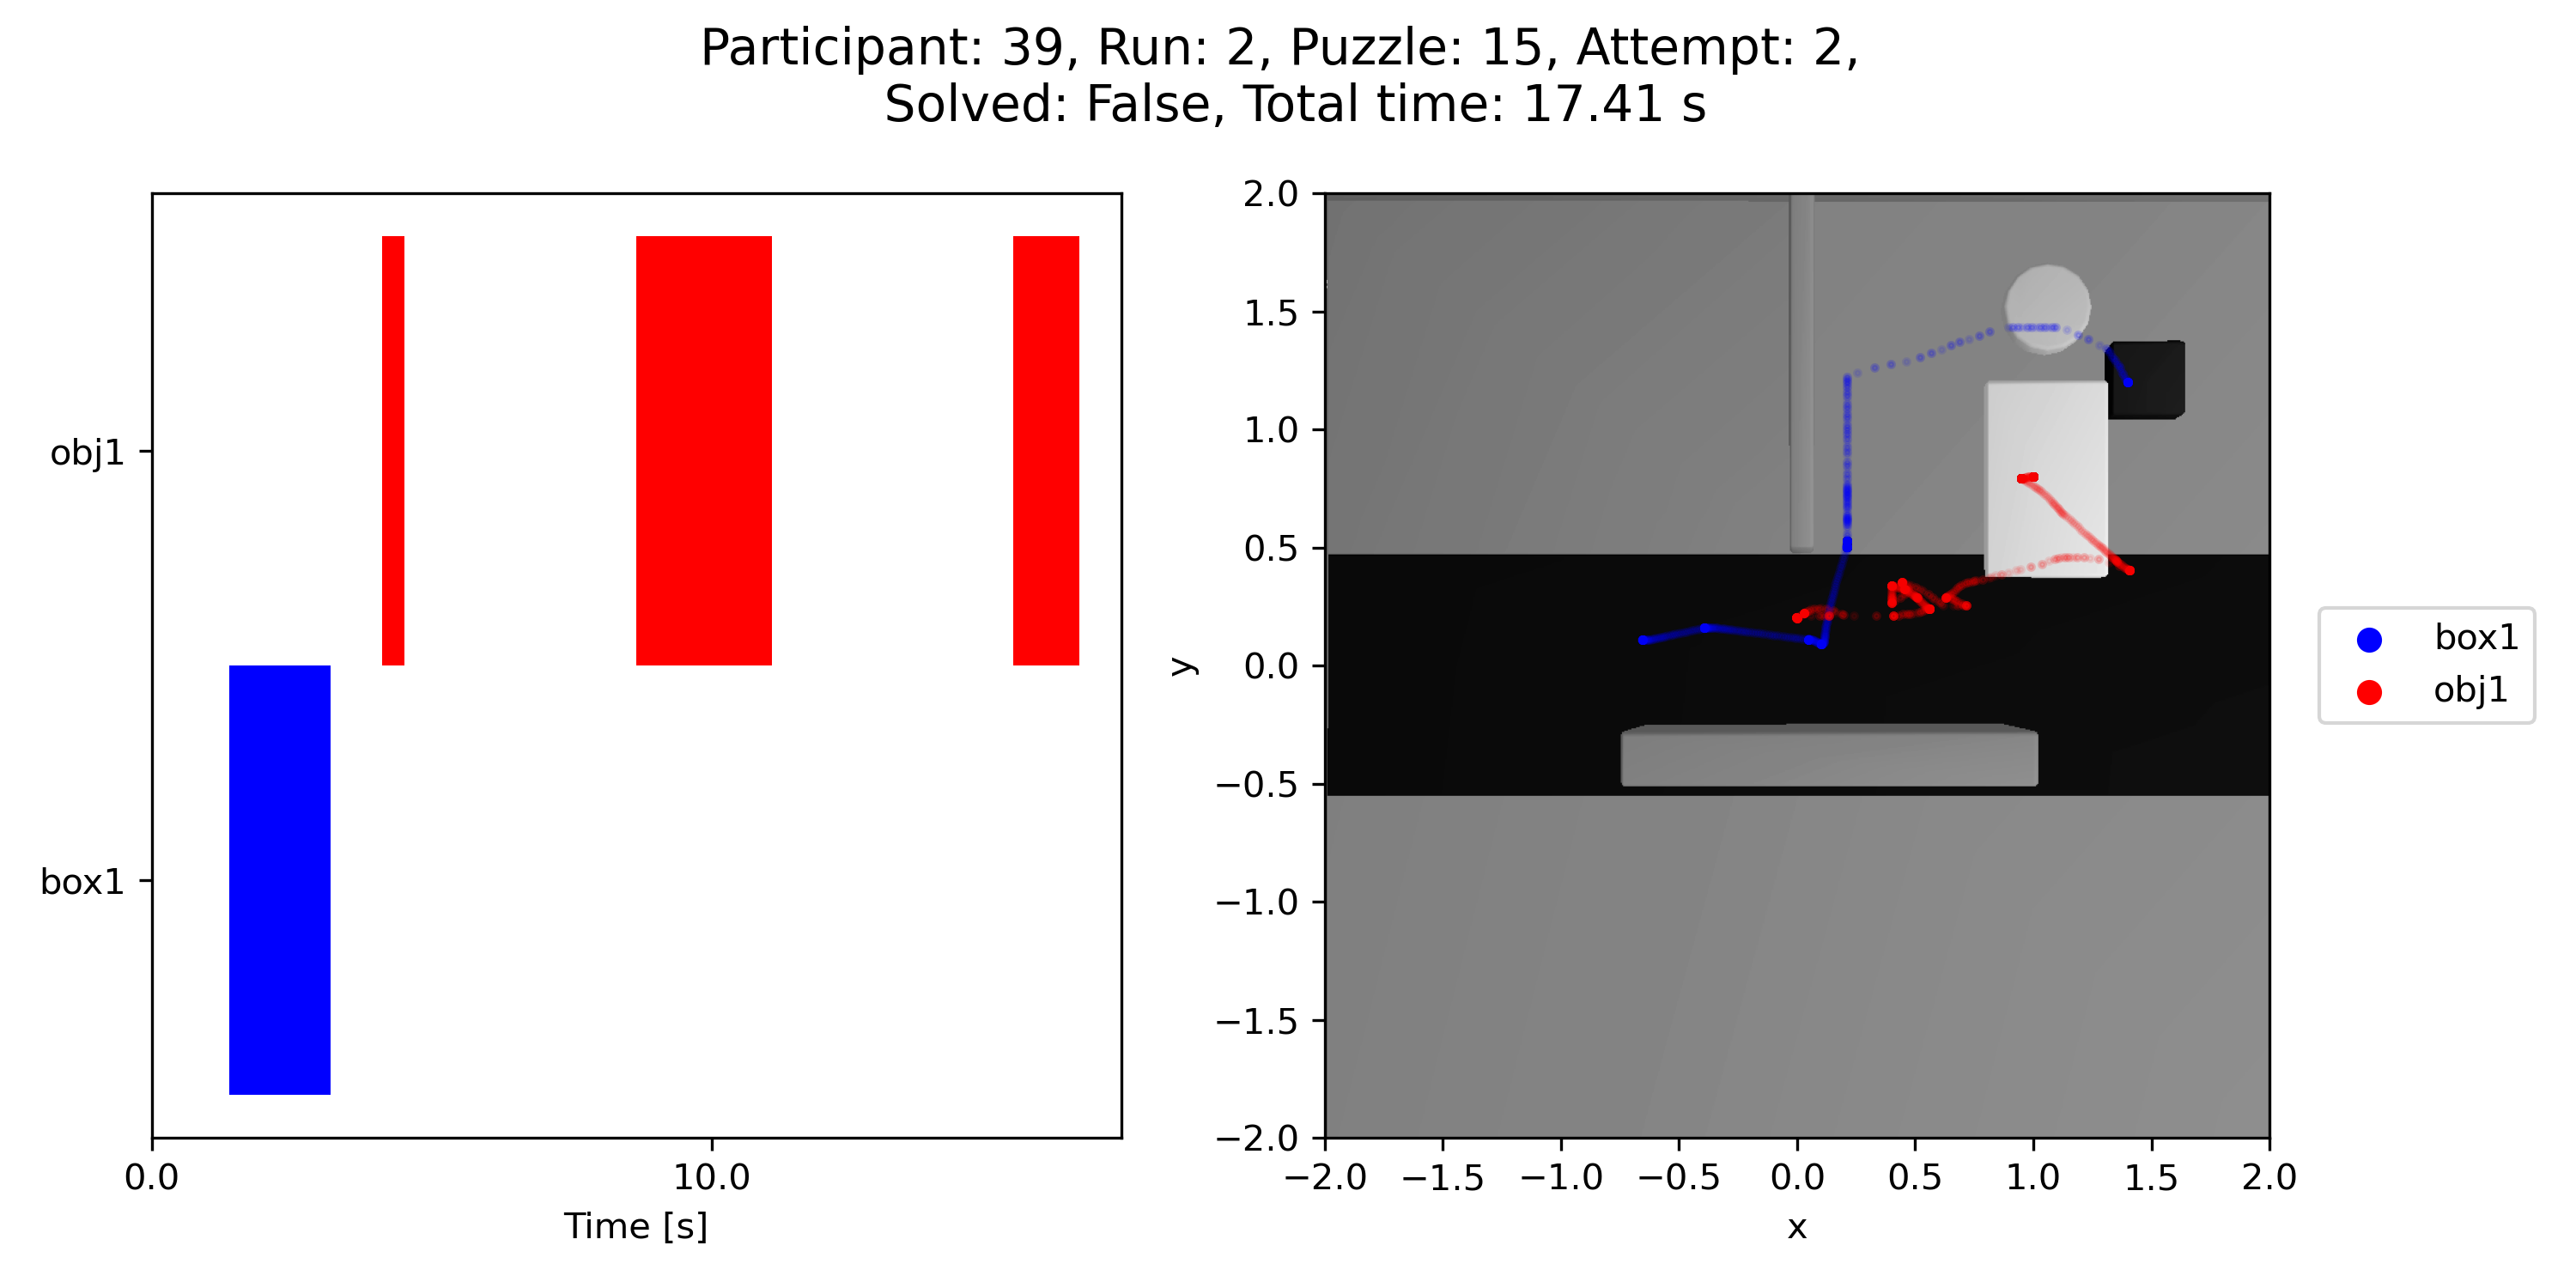 Participant: 39, Run: 2, Puzzle: 15, Attempt: 2,
Solved: False, Total time: 17.41 s
obj1
box1
0.0
10.0
Time [s]
2.0
1.5
1.0
0.5
0.0
−0.5
−1.0
−1.5
−2.0
y
−2.0
−1.5
−1.0
−0.5
0.0
0.5
1.0
1.5
2.0
x
box1
obj1